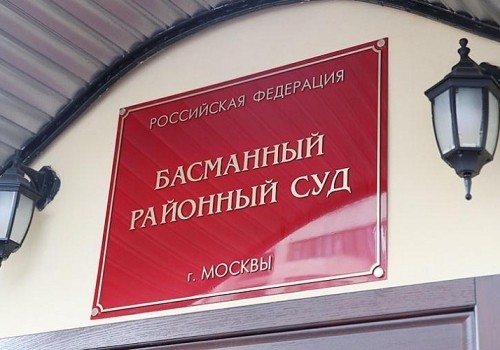 РОССИЙСКАЯ ФЕДЕРАЦИЯ
БАСМАННЫЙ
РАЙОННЫЙ СУД
г. МОСКВЫ